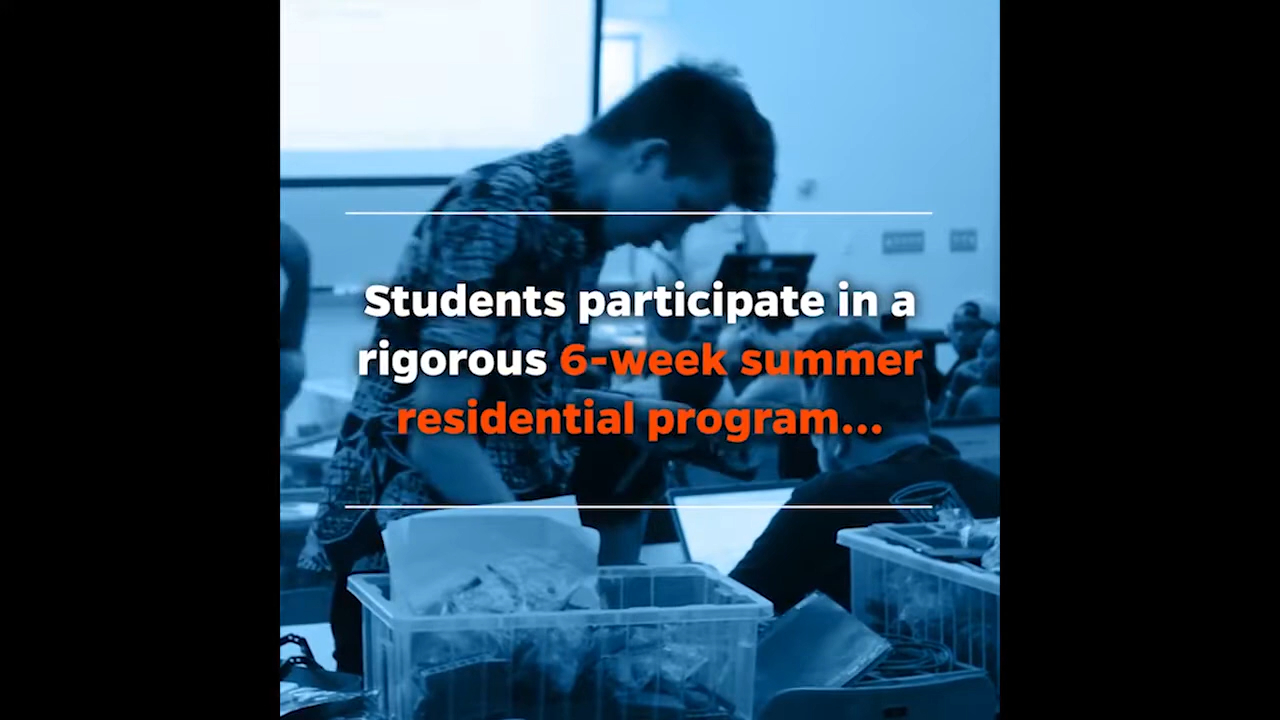 Students participate in a
rigorous 6-week summer
residential program...